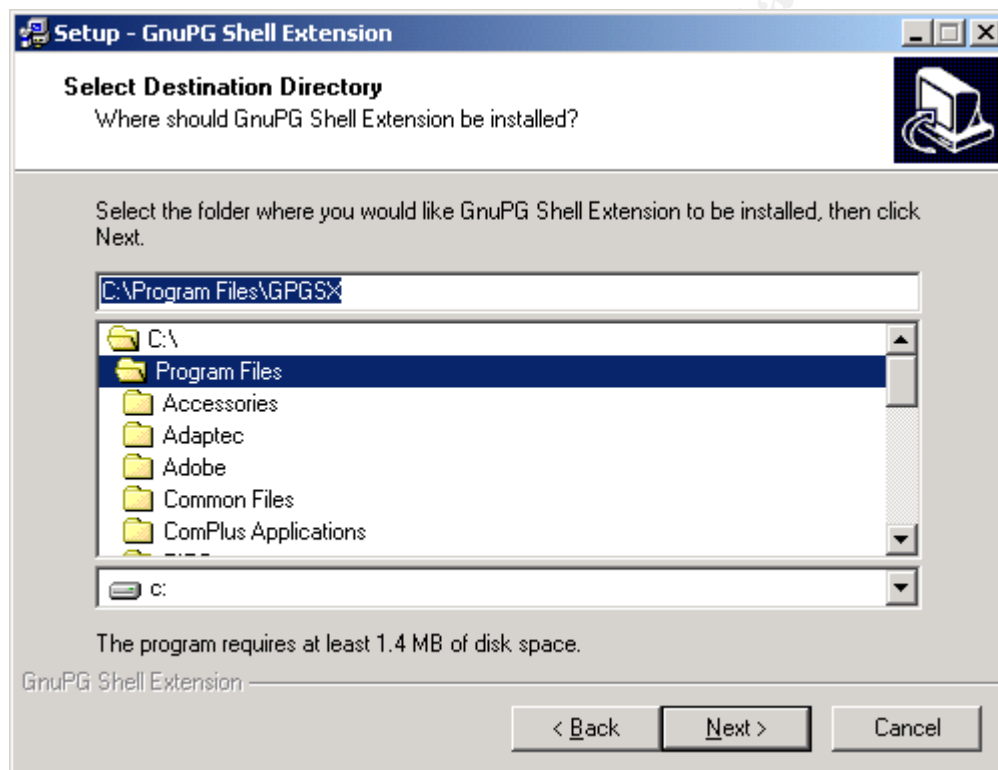 Setup - GnuPG Shell Extension
Select Destination Directory
Where should GnuPG Shell Extension be installed?
Select the folder where you would like GnuPG Shell Extension to be installed, then click
Next.
C:\Program Files\GPGSX
C:\
Program Files
Accessories
Adaptec
Adobe
Common Files
ComPlus Applications
c:
The program requires at least 1.4 MB of disk space.
GnuPG Shell Extension
< Back
Next >
Cancel